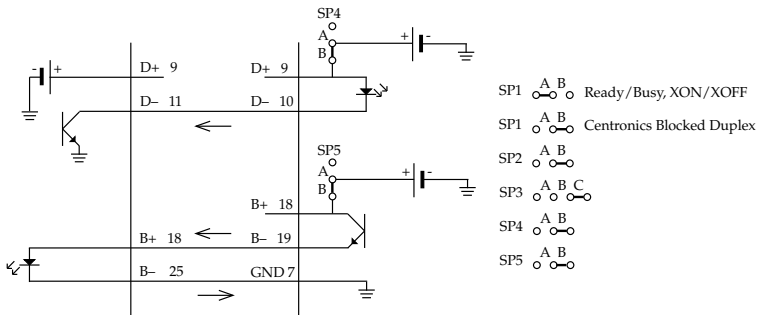 SP4
A
B
+ -
- +
D+ 9
D+ 9
D– 11
D– 10
SP5
A
B
+ -
B+ 18
B+ 18
B– 19
B– 25
GND 7
SP1 A B Ready/Busy, XON/XOFF
SP1 A B Centronics Blocked Duplex
SP2 A B
SP3 A B C
SP4 A B
SP5 A B